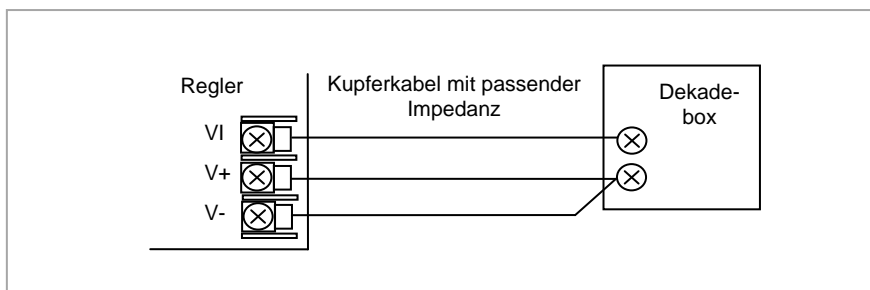 Regler
Kupferkabel mit passender
Impedanz
Dekade-
box
VI
V+
V-